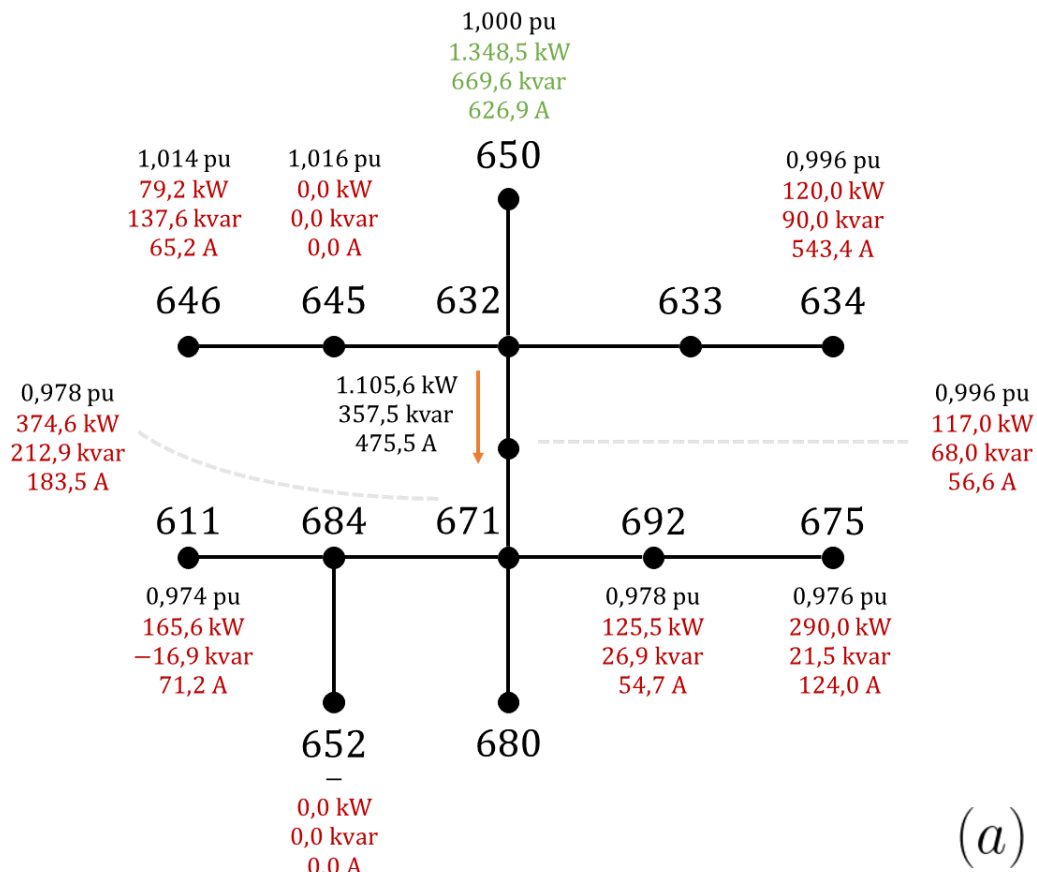 1,000 pu
1.348,5 kW
669,6 kvar
626,9 A
650
1,014 pu
79,2 kW
137,6 kvar
65,2 A
1,016 pu
0,0 kW
0,0 kvar
0,0 A
0,996 pu
120,0 kW
90,0 kvar
543,4 A
646
645
632
633
634
0,978 pu
374,6 kW
212,9 kvar
183,5 A
1.105,6 kW
357,5 kvar
475,5 A
0,996 pu
117,0 kW
68,0 kvar
56,6 A
611
684
671
692
675
0,974 pu
165,6 kW
−16,9 kvar
71,2 A
0,978 pu
125,5 kW
26,9 kvar
54,7 A
0,976 pu
290,0 kW
21,5 kvar
124,0 A
652
−
0,0 kW
0,0 kvar
0,0 A
680
(a)